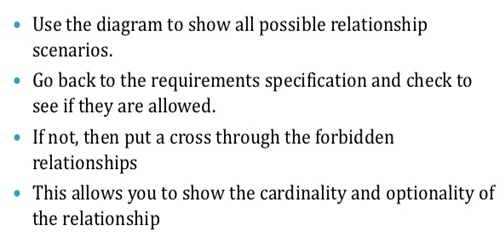 • Use the diagram to show all possible relationship
scenarios.
• Go back to the requirements specification and check to
see if they are allowed.
• If not, then put a cross through the forbidden
relationships
• This allows you to show the cardinality and optionality of
the relationship